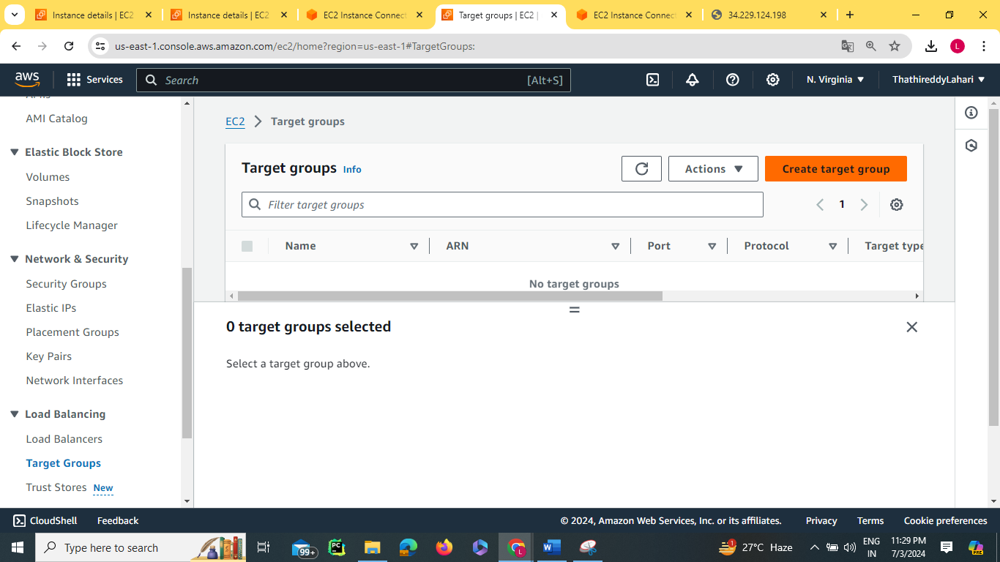 Instance details | EC2
Instance details | EC2
EC2 Instance Connect
Target groups | EC2 |
EC2 Instance Connect
34.229.124.198
us-east-1.console.aws.amazon.com/ec2/home?region=us-east-1#TargetGroups:
L
aws
Services
Search
[Alt+S]
N. Virginia
ThathireddyLahari
AMI Catalog
Elastic Block Store
Volumes
Snapshots
Lifecycle Manager
Network & Security
Security Groups
Elastic IPs
Placement Groups
Key Pairs
Network Interfaces
Load Balancing
Load Balancers
Target Groups
Trust Stores New
EC2 > Target groups
Target groups Info
Actions
Create target group
Filter target groups
1
Name
ARN
Port
Protocol
Target type
No target groups
0 target groups selected
Select a target group above.
CloudShell
Feedback
© 2024, Amazon Web Services, Inc. or its affiliates.
Privacy
Terms
Cookie preferences
Type here to search
99+
PC
L
W
1
27°C Haze
ENG
IN
11:29 PM
7/3/2024
PRE